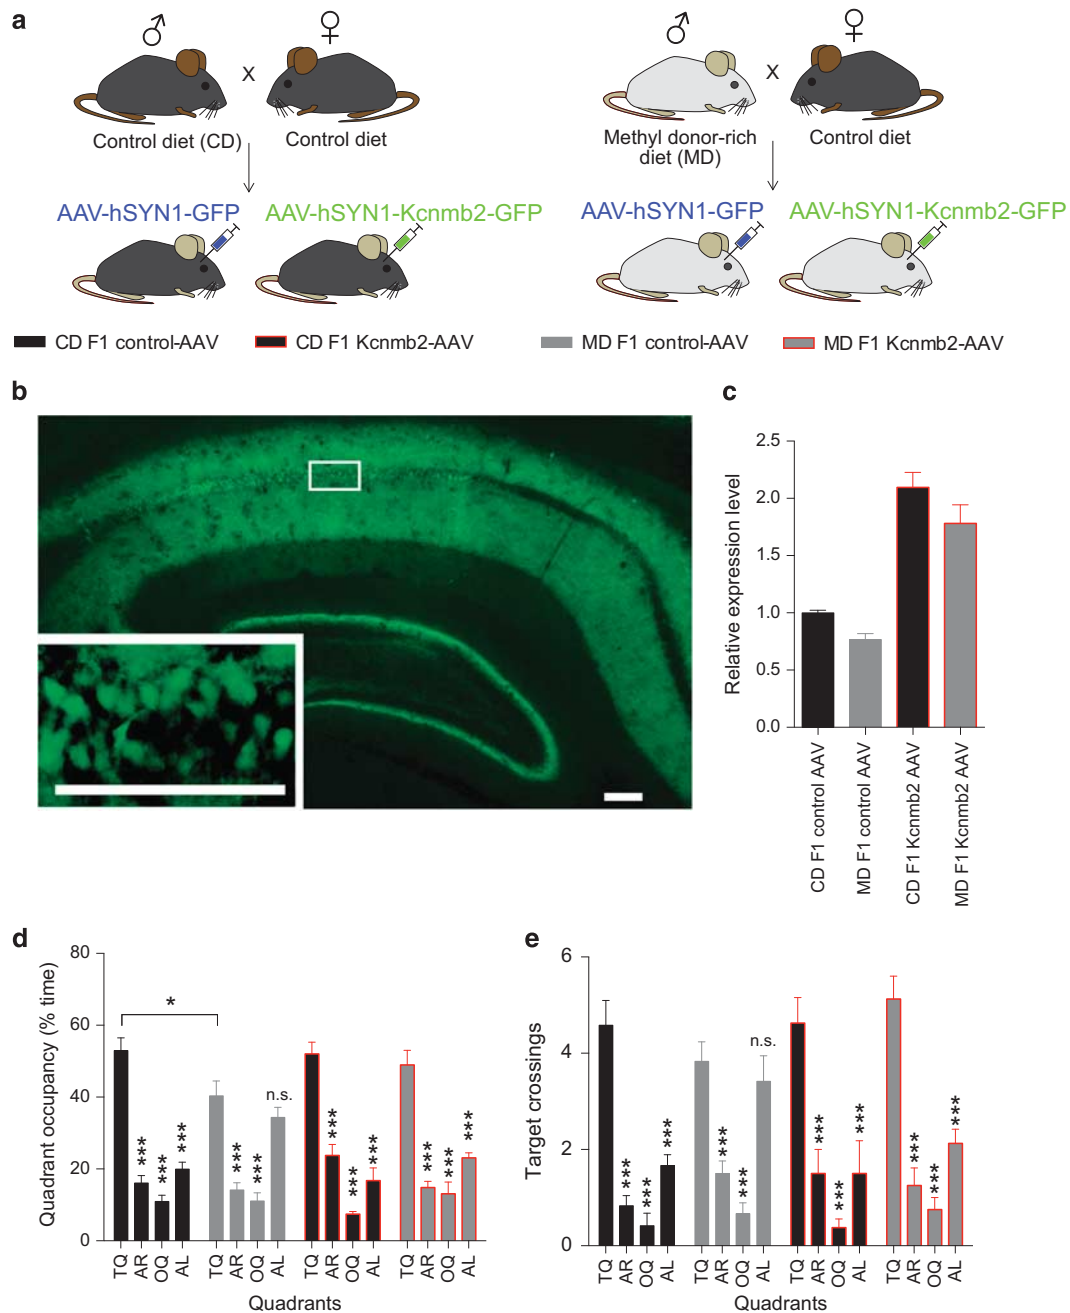 a
♂
♀
X
Control diet (CD)
Control diet
♂
♀
X
Methyl donor-rich
diet (MD)
Control diet
AAV-hSYN1-GFP
AAV-hSYN1-Kcnmb2-GFP
AAV-hSYN1-GFP
AAV-hSYN1-Kcnmb2-GFP
CD F1 control-AAV
CD F1 Kcnmb2-AAV
MD F1 control-AAV
MD F1 Kcnmb2-AAV
b
c
Relative expression level
2.5
2.0
1.5
1.0
0.5
0.0
CD F1 control AAV
MD F1 control AAV
CD F1 Kcnmb2 AAV
MD F1 Kcnmb2 AAV
d
Quadrant occupancy (% time)
80
60
40
20
0
*
***
***
***
***
***
n.s.
***
***
***
***
***
***
TQ AR OQ AL TQ AR OQ AL TQ AR OQ AL TQ AR OQ AL
Quadrants
e
Target crossings
6
4
2
0
***
***
***
***
***
n.s.
***
***
***
***
***
***
TQ AR OQ AL TQ AR OQ AL TQ AR OQ AL TQ AR OQ AL
Quadrants